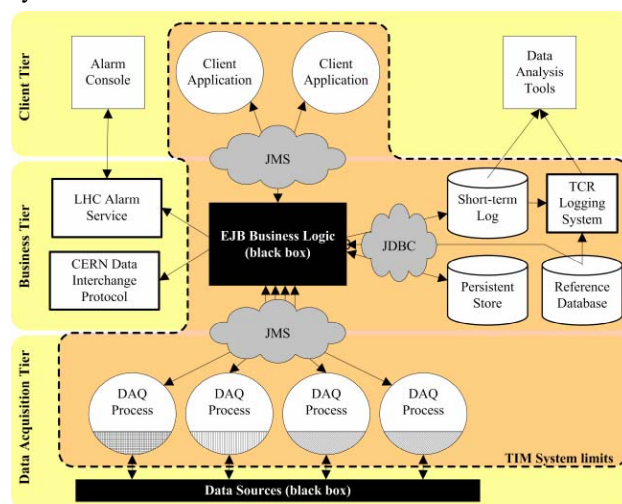 Client Tier
Alarm
Console
Client
Application
Client
Application
Data
Analysis
Tools
JMS
Business Tier
LHC Alarm
Service
CERN Data
Interchange
Protocol
EJB Business Logic
(black box)
JDBC
Short-term
Log
TCR
Logging
System
Persistent
Store
Reference
Database
JMS
Data Acquisition Tier
DAQ
Process
DAQ
Process
DAQ
Process
DAQ
Process
TIM System limits
Data Sources (black box)